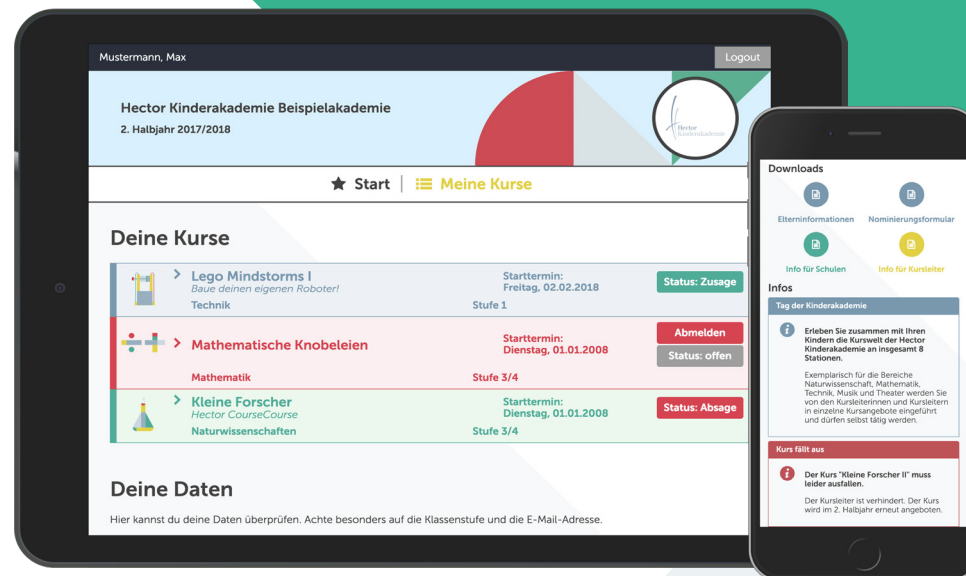 Mustermann, Max
Logout
Hector Kinderakademie Beispielakademie
2. Halbjahr 2017/2018
Hector
Kinderakademie
Start
Meine Kurse
Deine Kurse
Lego Mindstorms I
Baue deinen eigenen Roboter!
Technik
Starttermin:
Freitag, 02.02.2018
Stufe 1
Status: Zusage
Mathematische Knobeleien
Mathematik
Starttermin:
Dienstag, 01.01.2008
Stufe 3/4
Abmelden
Status: offen
Kleine Forscher
Hector CourseCourse
Naturwissenschaften
Starttermin:
Dienstag, 01.01.2008
Stufe 3/4
Status: Absage
Deine Daten
Hier kannst du deine Daten überprüfen. Achte besonders auf die Klassenstufe und die E-Mail-Adresse.
Downloads
Elterninformationen
Nominierungsformular
Info für Schulen
Info für Kursleiter
Infos
Tag der Kinderakademie
Erleben Sie zusammen mit Ihren
Kindern die Kurswelt der Hector
Kinderakademie an insgesamt 8
Stationen.
Exemplarisch für die Bereiche
Naturwissenschaft, Mathematik,
Technik, Musik und Theater werden Sie
von den Kursleiterinnen und Kursleitern
in einzelne Kursangebote eingeführt
und dürfen selbst tätig werden.
Kurs fällt aus
Der Kurs "Kleine Forscher II" muss
leider ausfallen.
Der Kursleiter ist verhindert. Der Kurs
wird im 2. Halbjahr erneut angeboten.